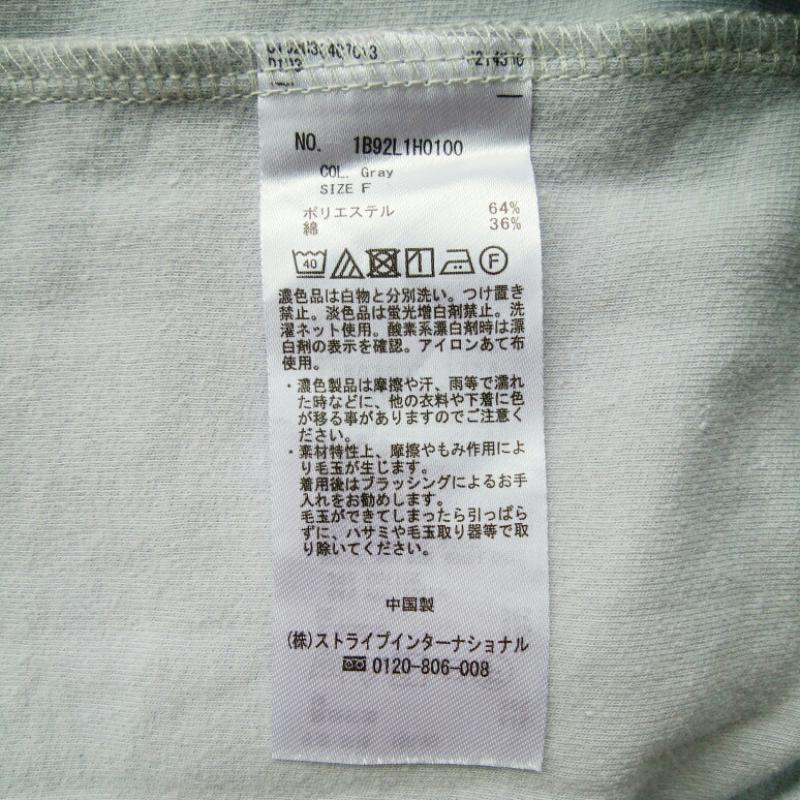 NO. 1B92L1H0100
COL. Gray
SIZE F
ポリエステル 64%
綿 36%
40
F
濃色品は白物と分別洗い。つけ置き
禁止。淡色品は蛍光増白剤禁止。洗
濯ネット使用。酸素系漂白剤時は漂
白剤の表示を確認。アイロンあて布
使用。
・濃色製品は摩擦や汗、雨等で濡れ
た時などに、他の衣料や下着に色
が移る事がありますのでご注意く
ださい。
・素材特性上、摩擦やもみ作用によ
り毛玉が生じます。
着用後はブラッシングによるお手
入れをお勧めします。
毛玉ができてしまったら引っぱら
ずに、ハサミや毛玉取り器等で取
り除いてください。
中国製
(株)ストライプインターナショナル
0120-806-008